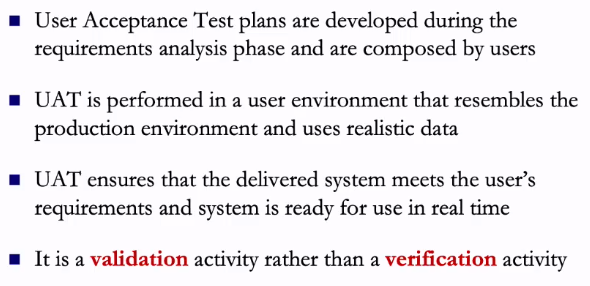 ▪ User Acceptance Test plans are developed during the
requirements analysis phase and are composed by users
▪ UAT is performed in a user environment that resembles the
production environment and uses realistic data
▪ UAT ensures that the delivered system meets the user’s
requirements and system is ready for use in real time
▪ It is a validation activity rather than a verification activity